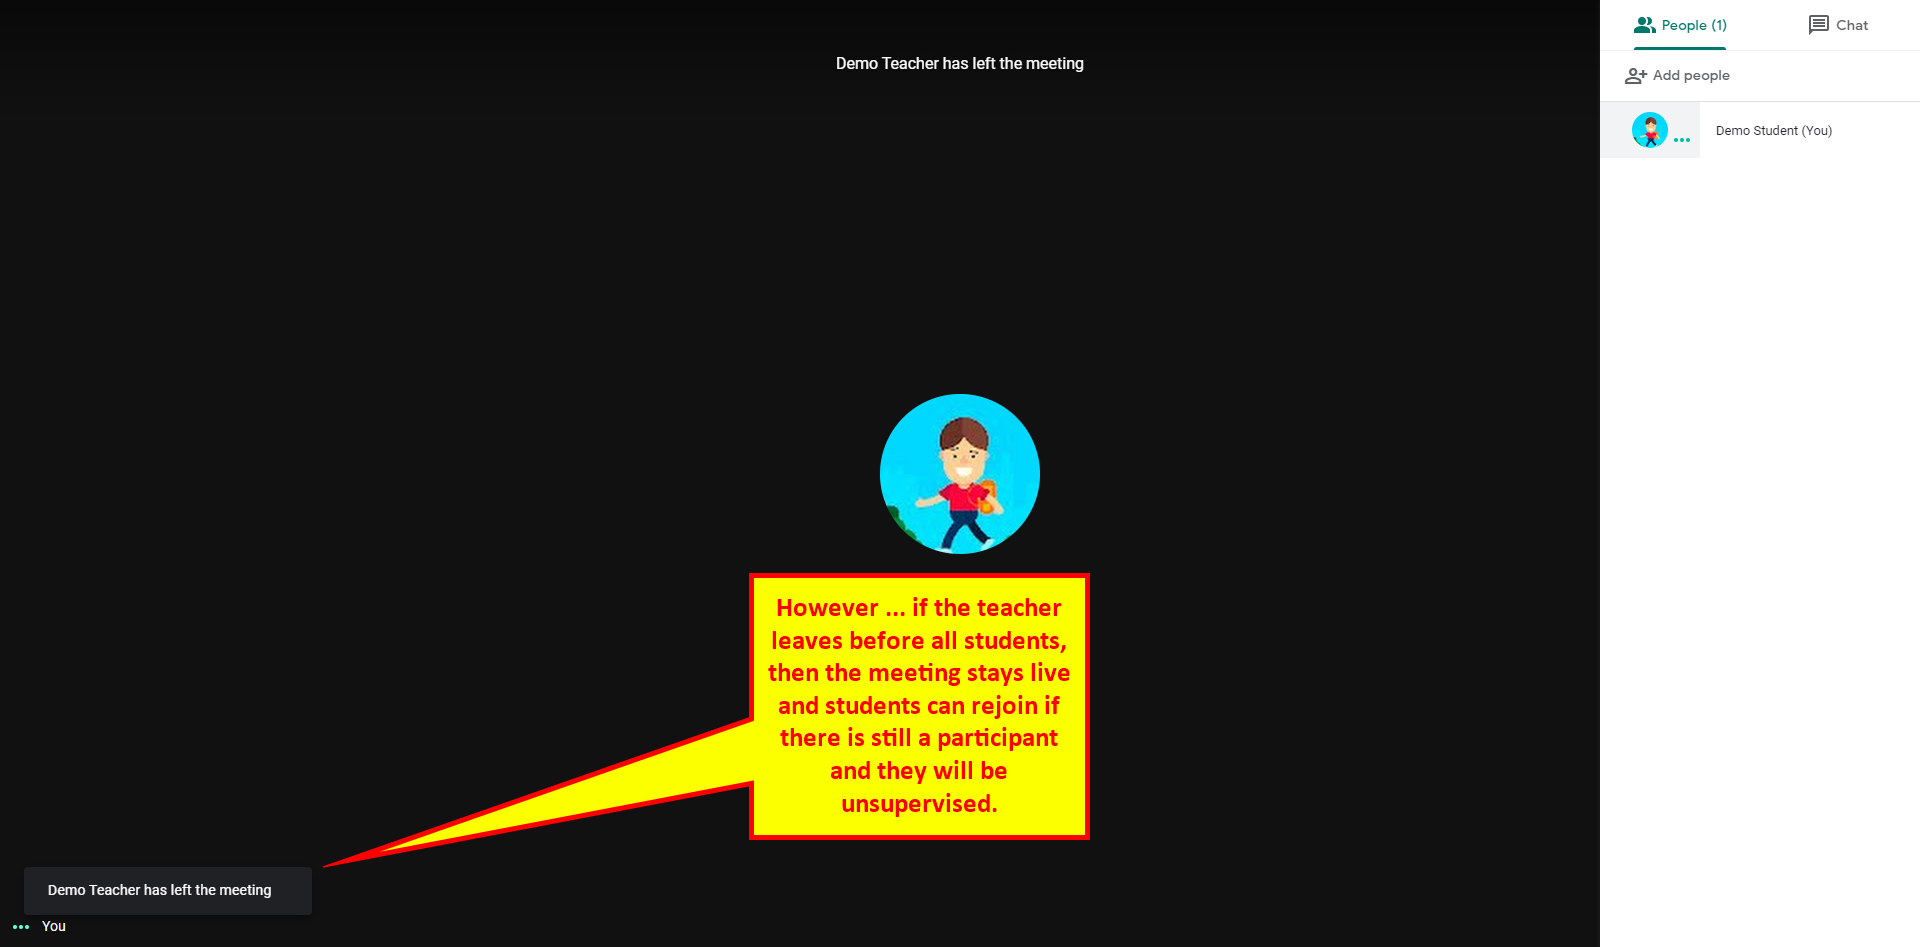 Demo Teacher has left the meeting
People (1)
Chat
Add people
Demo Student (You)
However ... if the teacher
leaves before all students,
then the meeting stays live
and students can rejoin if
there is still a participant
and they will be
unsupervised.
Demo Teacher has left the meeting
You